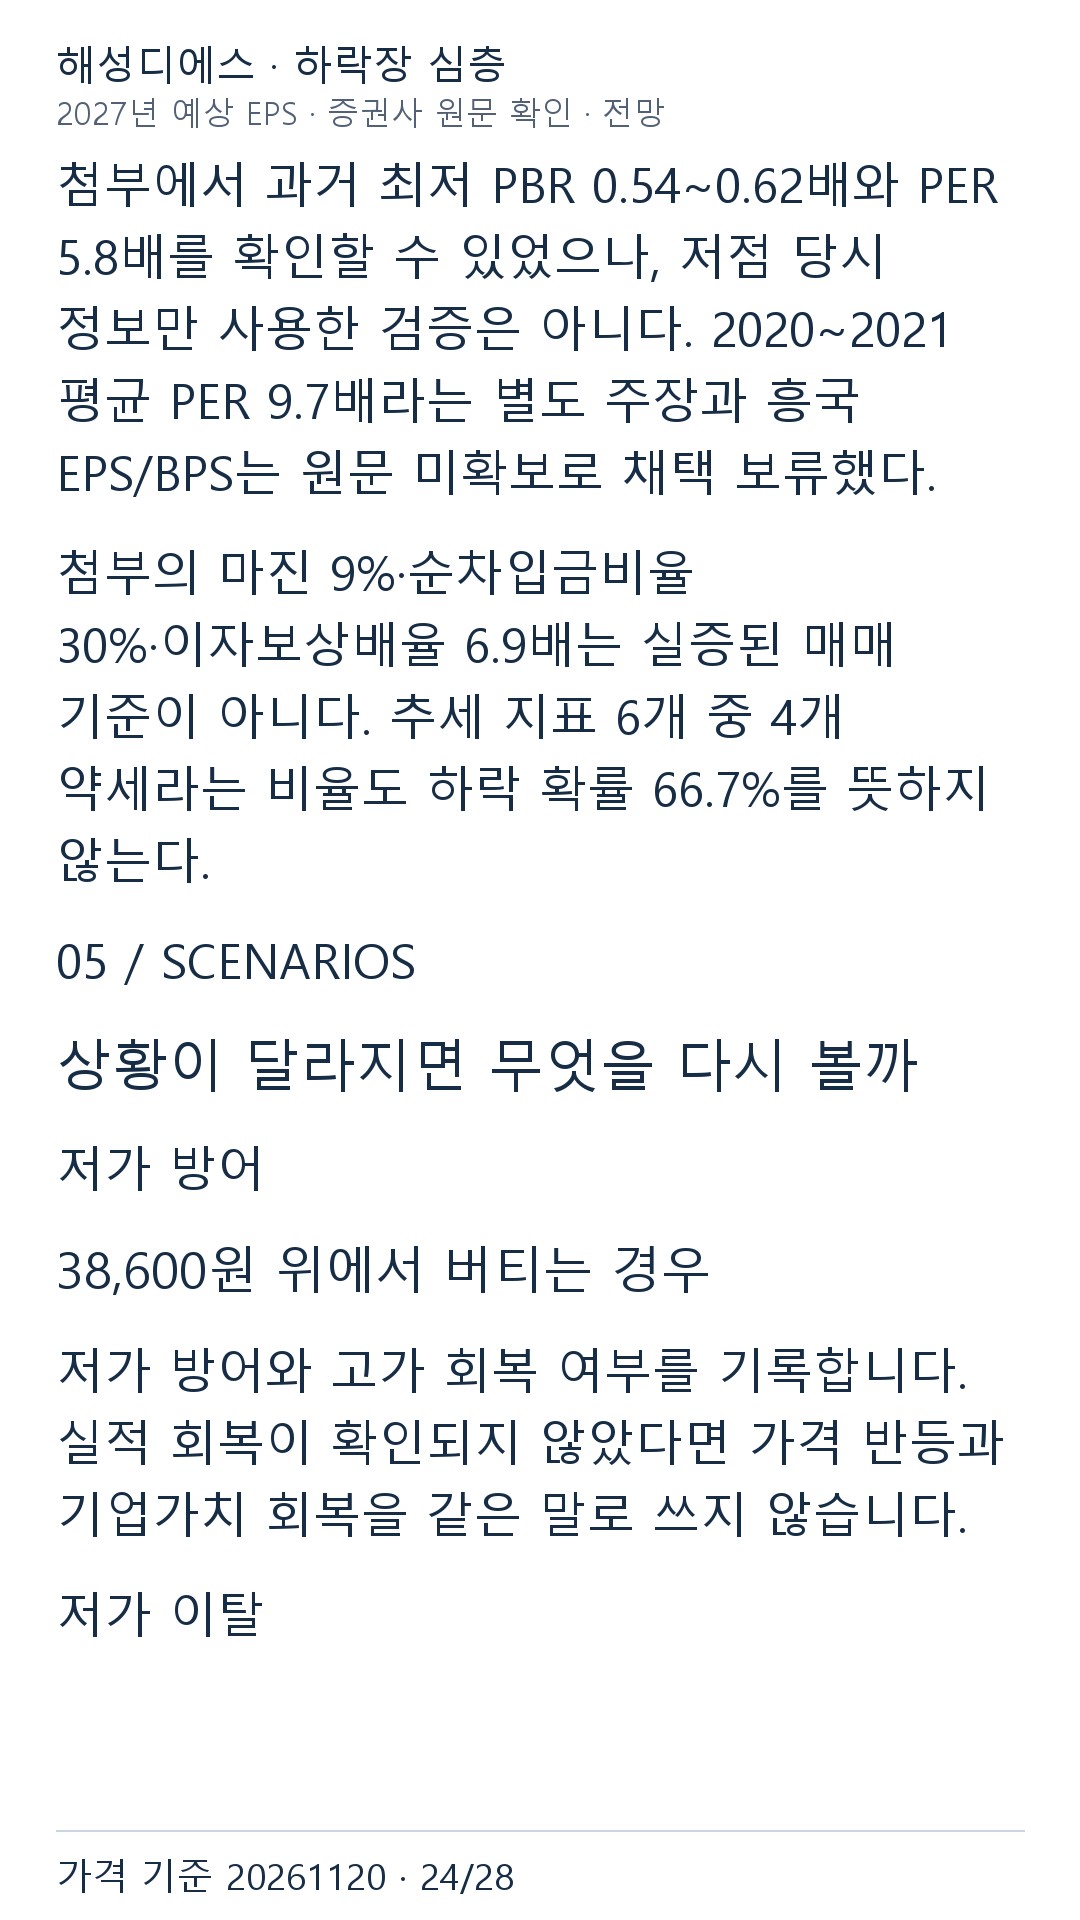 해성디에스 · 하락장 심층
2027년 예상 EPS · 증권사 원문 확인 · 전망
첨부에서 과거 최저 PBR 0.54~0.62배와 PER
5.8배를 확인할 수 있었으나, 저점 당시
정보만 사용한 검증은 아니다. 2020~2021
평균 PER 9.7배라는 별도 주장과 흥국
EPS/BPS는 원문 미확보로 채택 보류했다.
첨부의 마진 9%·순차입금비율
30%·이자보상배율 6.9배는 실증된 매매
기준이 아니다. 추세 지표 6개 중 4개
약세라는 비율도 하락 확률 66.7%를 뜻하지
않는다.
05 / SCENARIOS
상황이 달라지면 무엇을 다시 볼까
저가 방어
38,600원 위에서 버티는 경우
저가 방어와 고가 회복 여부를 기록합니다.
실적 회복이 확인되지 않았다면 가격 반등과
기업가치 회복을 같은 말로 쓰지 않습니다.
저가 이탈
가격 기준 20261120 · 24/28